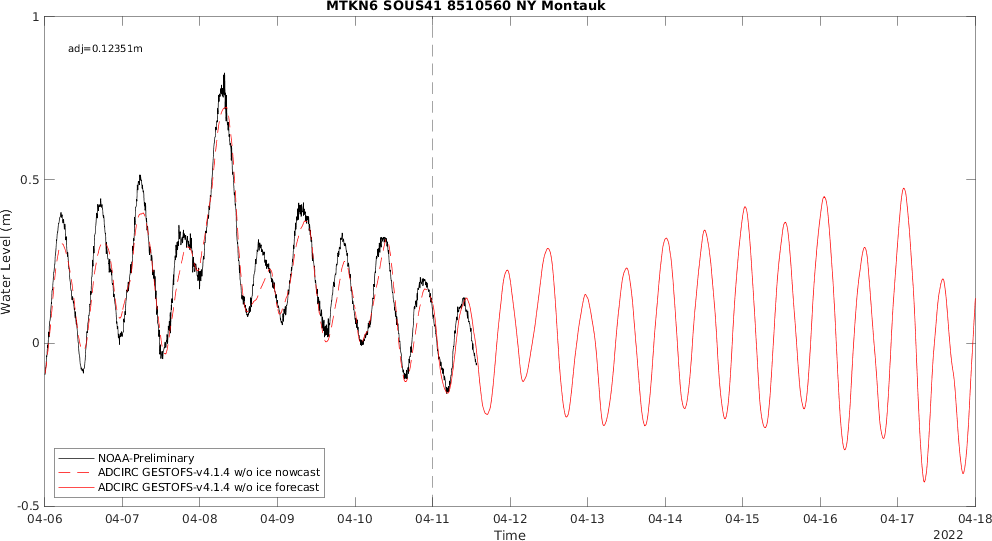 MTKN6 SOUS41 8510560 NY Montauk
1
adj=0.12351m
0.5
Water Level (m)
0
NOAA-Preliminary
ADCIRC GESTOFS-v4.1.4 w/o ice nowcast
ADCIRC GESTOFS-v4.1.4 w/o ice forecast
-0.5
04-06 04-07 04-08 04-09 04-10 04-11 04-12 04-13 04-14 04-15 04-16 04-17 04-18
Time
2022